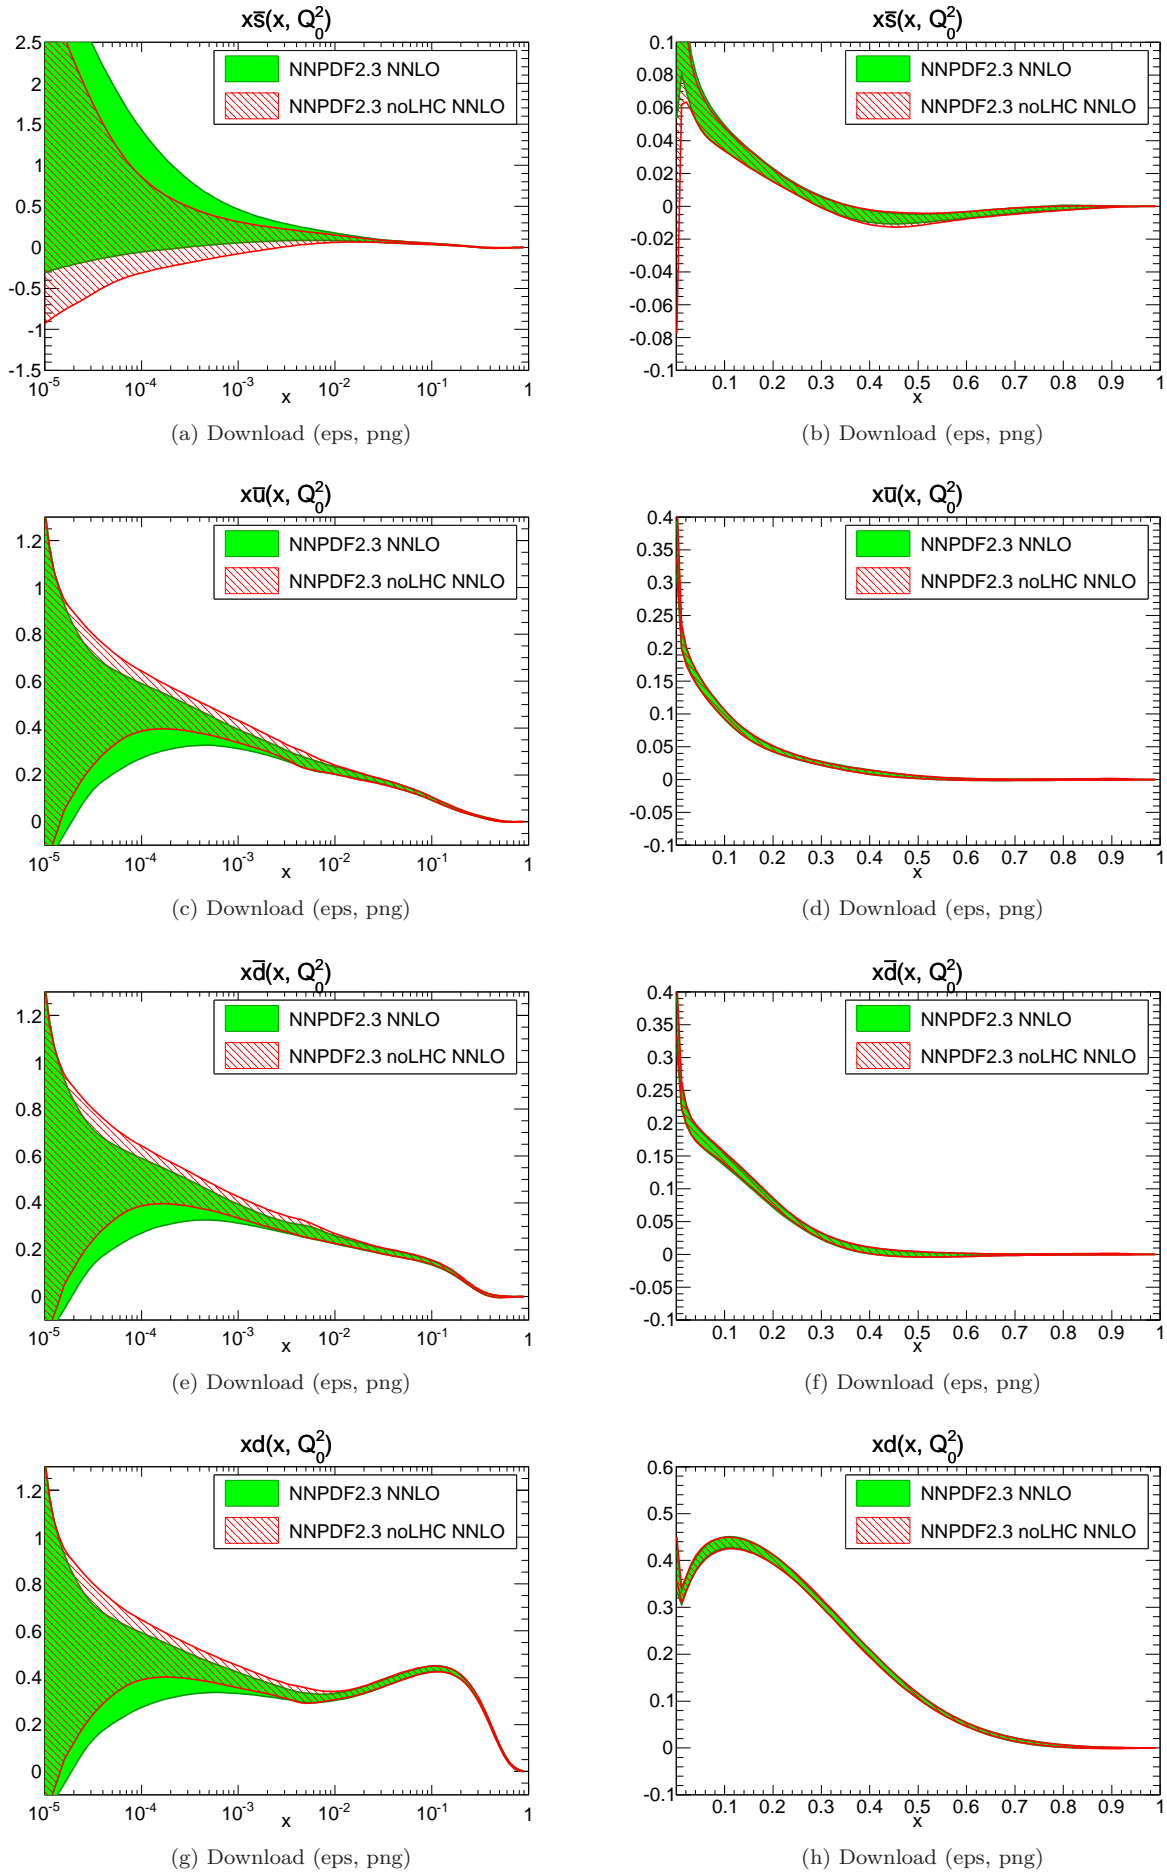 xs̄(x, Q₀²)
NNPDF2.3 NNLO
NNPDF2.3 noLHC NNLO
2.5
2
1.5
1
0.5
0
-0.5
-1
-1.5
10⁻⁵ 10⁻⁴ 10⁻³ 10⁻² 10⁻¹ 1
x
(a) Download (eps, png)
xs̄(x, Q₀²)
NNPDF2.3 NNLO
NNPDF2.3 noLHC NNLO
0.1
0.08
0.06
0.04
0.02
0
-0.02
-0.04
-0.06
-0.08
-0.1
0.1 0.2 0.3 0.4 0.5 0.6 0.7 0.8 0.9 1
x
(b) Download (eps, png)
xū(x, Q₀²)
NNPDF2.3 NNLO
NNPDF2.3 noLHC NNLO
1.2
1
0.8
0.6
0.4
0.2
0
10⁻⁵ 10⁻⁴ 10⁻³ 10⁻² 10⁻¹ 1
x
(c) Download (eps, png)
xū(x, Q₀²)
NNPDF2.3 NNLO
NNPDF2.3 noLHC NNLO
0.4
0.35
0.3
0.25
0.2
0.15
0.1
0.05
0
-0.05
-0.1
0.1 0.2 0.3 0.4 0.5 0.6 0.7 0.8 0.9 1
x
(d) Download (eps, png)
xd̄(x, Q₀²)
NNPDF2.3 NNLO
NNPDF2.3 noLHC NNLO
1.2
1
0.8
0.6
0.4
0.2
0
10⁻⁵ 10⁻⁴ 10⁻³ 10⁻² 10⁻¹ 1
x
(e) Download (eps, png)
xd̄(x, Q₀²)
NNPDF2.3 NNLO
NNPDF2.3 noLHC NNLO
0.4
0.35
0.3
0.25
0.2
0.15
0.1
0.05
0
-0.05
-0.1
0.1 0.2 0.3 0.4 0.5 0.6 0.7 0.8 0.9 1
x
(f) Download (eps, png)
xd(x, Q₀²)
NNPDF2.3 NNLO
NNPDF2.3 noLHC NNLO
1.2
1
0.8
0.6
0.4
0.2
0
10⁻⁵ 10⁻⁴ 10⁻³ 10⁻² 10⁻¹ 1
x
(g) Download (eps, png)
xd(x, Q₀²)
NNPDF2.3 NNLO
NNPDF2.3 noLHC NNLO
0.6
0.5
0.4
0.3
0.2
0.1
0
-0.1
0.1 0.2 0.3 0.4 0.5 0.6 0.7 0.8 0.9 1
x
(h) Download (eps, png)